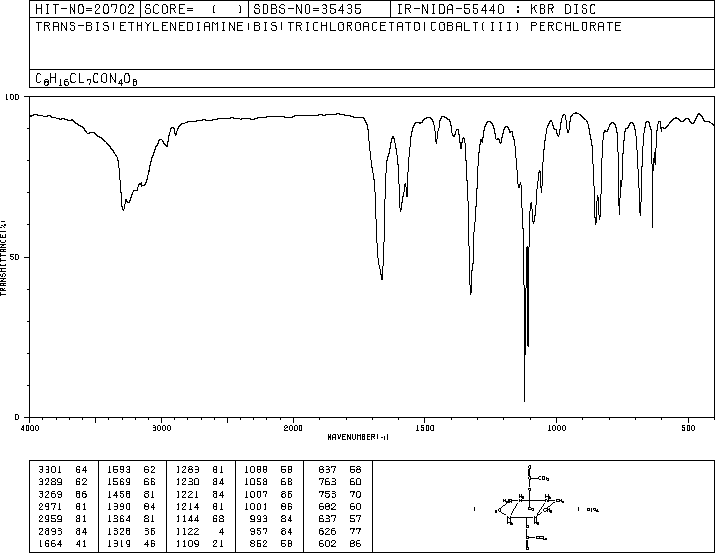 HIT-NO=20702 SCORE= ( ) SDBS-NO=35435 IR-NIDA-55440 : KBR DISC
TRANS-BIS(ETHYLENEDIAMINE)BIS(TRICHLOROACETATO)COBALT(III) PERCHLORATE
C8H16CL7CON4O8
100
50
0
TRANSMITTANCE(%)
4000 3000 2000 1500 1000 500
WAVENUMBER(-1)
3301 64 1593 62 1283 81 1088 58 837 58
3289 62 1569 66 1230 84 1058 68 763 60
3269 66 1458 81 1221 84 1007 86 753 70
2971 81 1390 84 1214 81 1001 86 682 60
2959 81 1364 81 1144 68 993 84 637 57
2893 84 1328 36 1122 4 957 84 626 77
1664 41 1319 46 1109 21 852 58 602 86